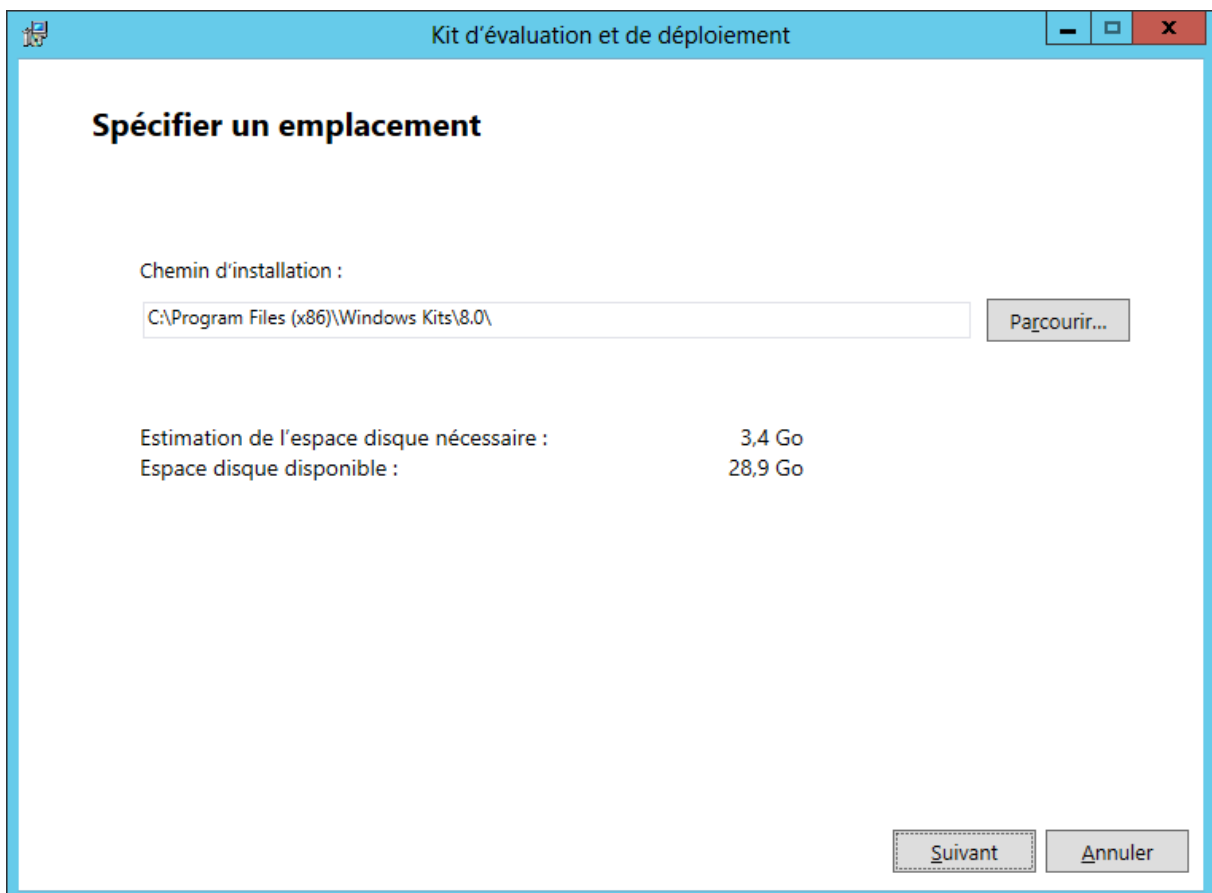 Kit d’évaluation et de déploiement
Spécifier un emplacement
Chemin d'installation :
C:\Program Files (x86)\Windows Kits\8.0\
Parcourir...
Estimation de l’espace disque nécessaire : 3,4 Go
Espace disque disponible : 28,9 Go
Suivant Annuler